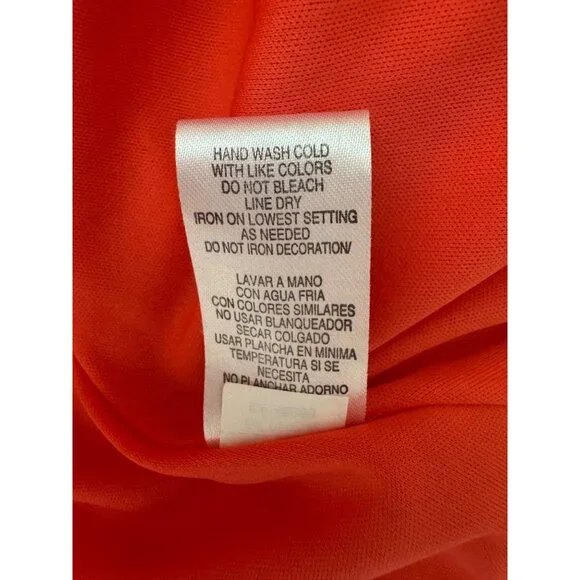 HAND WASH COLD
WITH LIKE COLORS
DO NOT BLEACH
LINE DRY
IRON ON LOWEST SETTING
AS NEEDED
DO NOT IRON DECORATION/
LAVAR A MANO
CON AGUA FRIA
CON COLORES SIMILARES
NO USAR BLANQUEADOR
SECAR COLGADO
USAR PLANCHA EN MINIMA
TEMPERATURA SI SE
NECESITA
NO PLANCHAR ADORNO